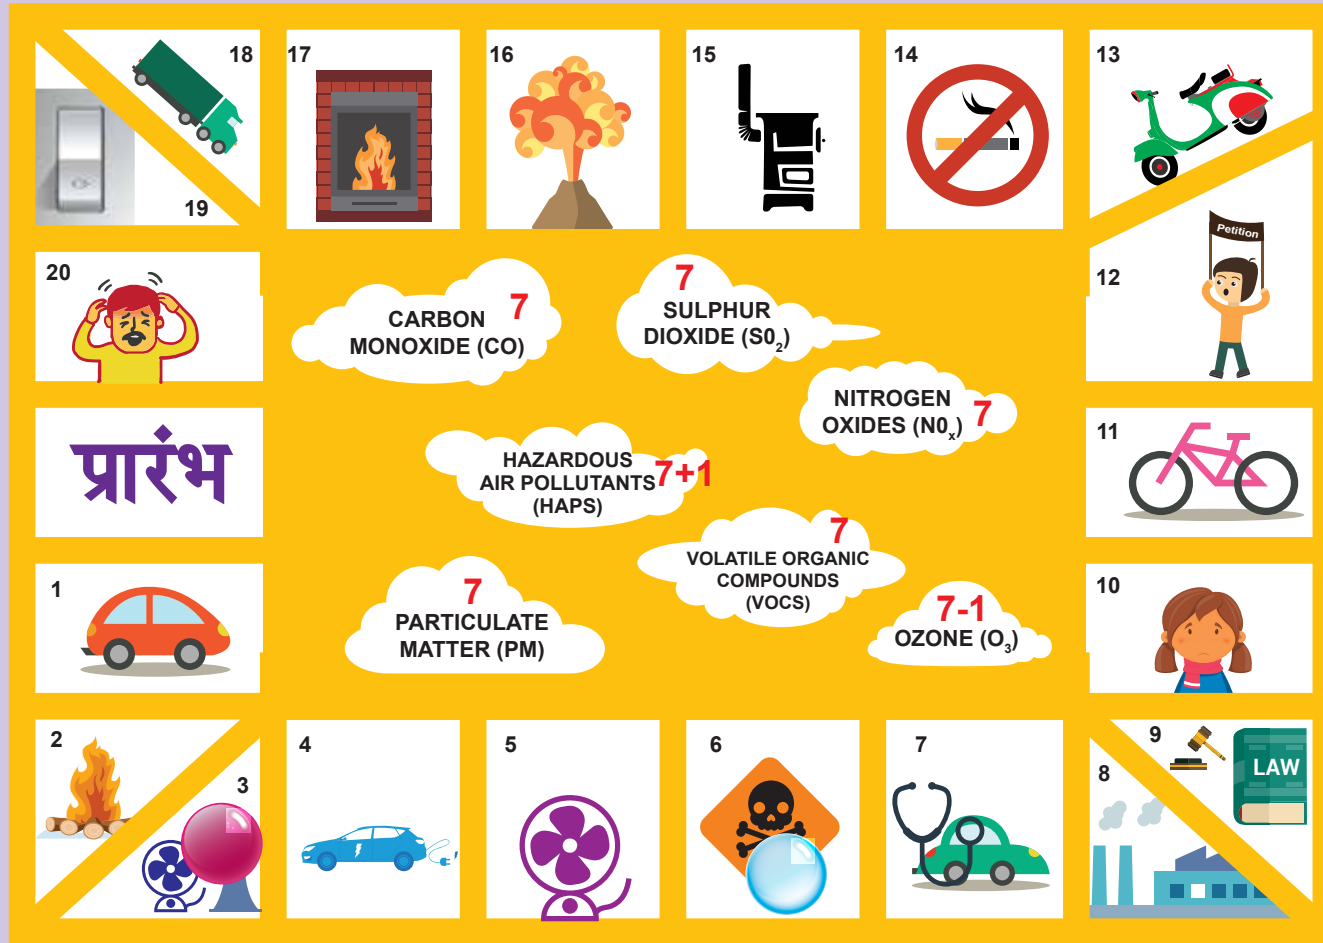 18
17
16
15
14
13
19
Petition
12
20
CARBON 7
MONOXIDE (CO)
7
SULPHUR
DIOXIDE (S0₂)
NITROGEN
OXIDES (N0ₓ) 7
प्रारंभ
HAZARDOUS
AIR POLLUTANTS 7+1
(HAPS)
11
7
VOLATILE ORGANIC
COMPOUNDS
(VOCS)
1
7
PARTICULATE
MATTER (PM)
7-1
OZONE (O₃)
10
2
3
4
5
6
7
9
LAW
8